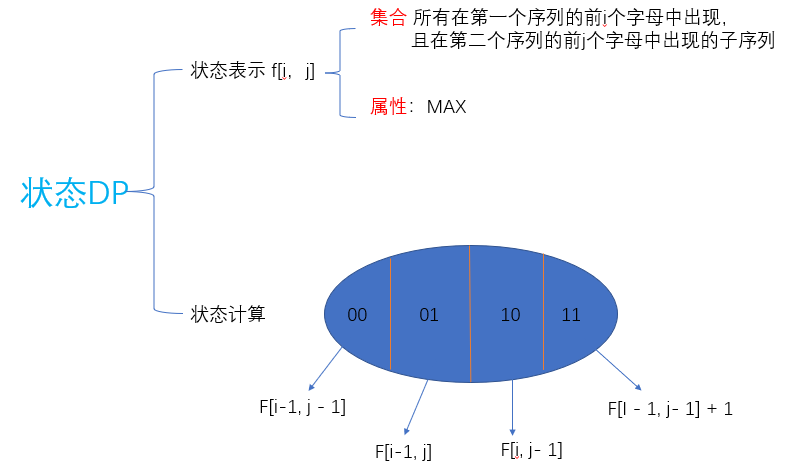 集合 所有在第一个序列的前i个字母中出现,
且在第二个序列的前j个字母中出现的子序列
状态表示 f[i, j]
属性：MAX
状态DP
状态计算
00 01 10 11
F[i-1, j - 1]
F[i-1, j]
F[i, j- 1]
F[I - 1, j- 1] + 1